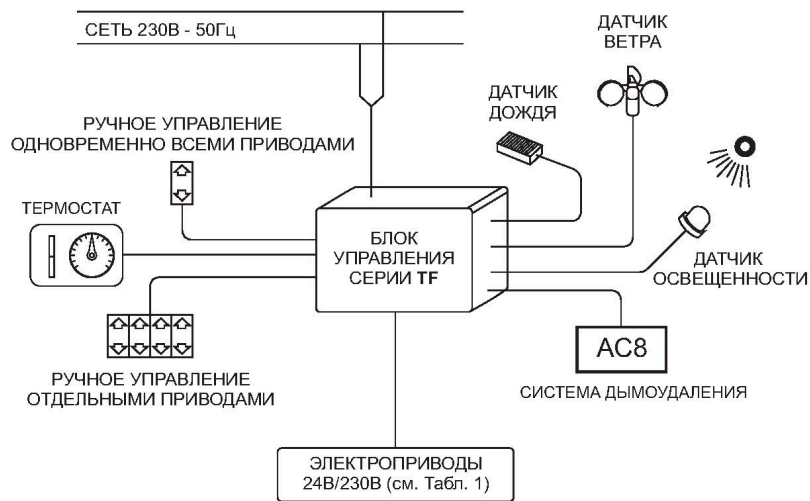 СЕТЬ 230В - 50Гц
ДАТЧИК
ВЕТРА
ДАТЧИК
ДОЖДЯ
РУЧНОЕ УПРАВЛЕНИЕ
ОДНОВРЕМЕННО ВСЕМИ ПРИВОДАМИ
ТЕРМОСТАТ
БЛОК
УПРАВЛЕНИЯ
СЕРИИ TF
ДАТЧИК
ОСВЕЩЕННОСТИ
AC8
СИСТЕМА ДЫМОУДАЛЕНИЯ
РУЧНОЕ УПРАВЛЕНИЕ
ОТДЕЛЬНЫМИ ПРИВОДАМИ
ЭЛЕКТРОПРИВОДЫ
24В/230В (см. Табл. 1)